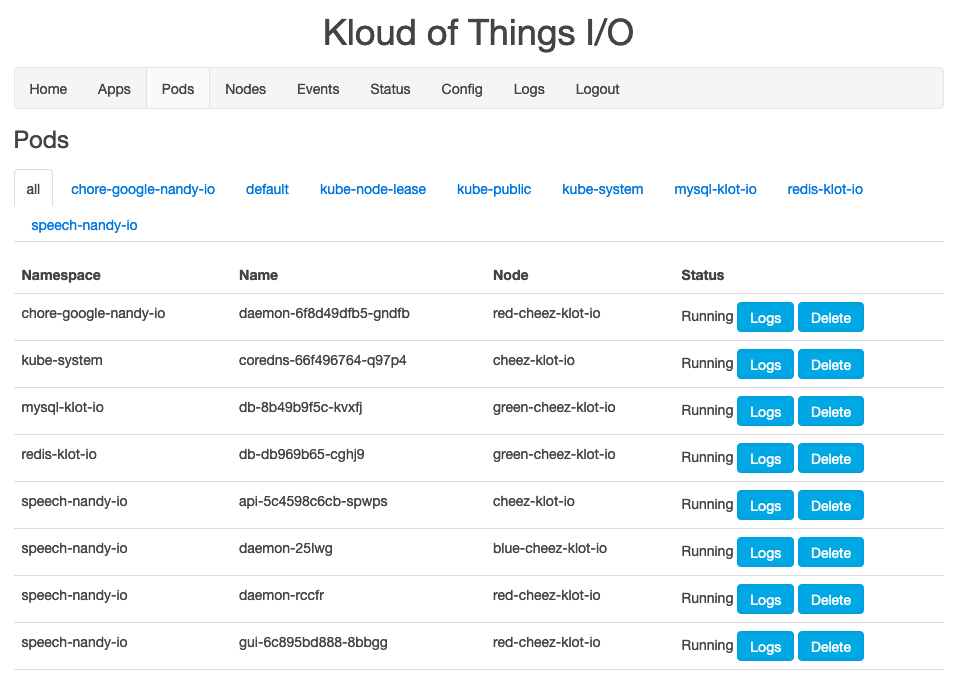 Kloud of Things I/O
Home Apps Pods Nodes Events Status Config Logs Logout
Pods
all chore-google-nandy-io default kube-node-lease kube-public kube-system mysql-klot-io redis-klot-io
speech-nandy-io
Namespace Name Node Status
chore-google-nandy-io daemon-6f8d49dfb5-gndfb red-cheez-klot-io Running Logs Delete
kube-system coredns-66f496764-q97p4 cheez-klot-io Running Logs Delete
mysql-klot-io db-8b49b9f5c-kvxfj green-cheez-klot-io Running Logs Delete
redis-klot-io db-db969b65-cghj9 green-cheez-klot-io Running Logs Delete
speech-nandy-io api-5c4598c6cb-spwps cheez-klot-io Running Logs Delete
speech-nandy-io daemon-25lwg blue-cheez-klot-io Running Logs Delete
speech-nandy-io daemon-rccfr red-cheez-klot-io Running Logs Delete
speech-nandy-io gui-6c895bd888-8bbgg red-cheez-klot-io Running Logs Delete